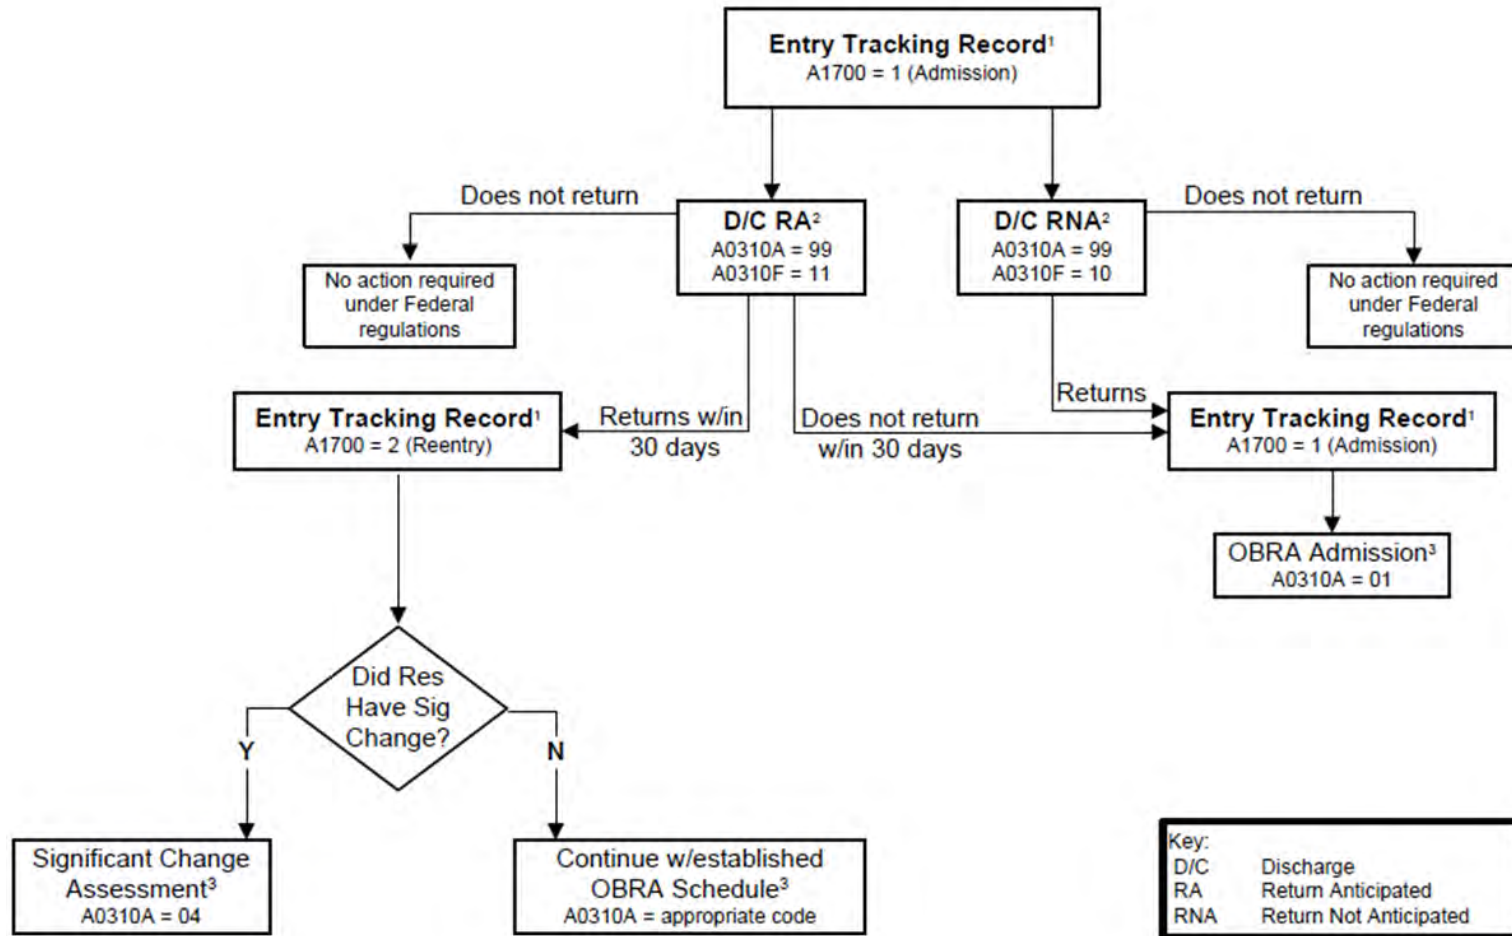 Entry Tracking Record¹
A1700 = 1 (Admission)
Does not return
D/C RA²
A0310A = 99
A0310F = 11
D/C RNA²
A0310A = 99
A0310F = 10
Does not return
No action required
under Federal
regulations
No action required
under Federal
regulations
Entry Tracking Record¹
A1700 = 2 (Reentry)
Returns w/in
30 days
Does not return
w/in 30 days
Returns
Entry Tracking Record¹
A1700 = 1 (Admission)
OBRA Admission³
A0310A = 01
Did Res
Have Sig
Change?
Y
N
Significant Change
Assessment³
A0310A = 04
Continue w/established
OBRA Schedule³
A0310A = appropriate code
Key:
D/C Discharge
RA Return Anticipated
RNA Return Not Anticipated